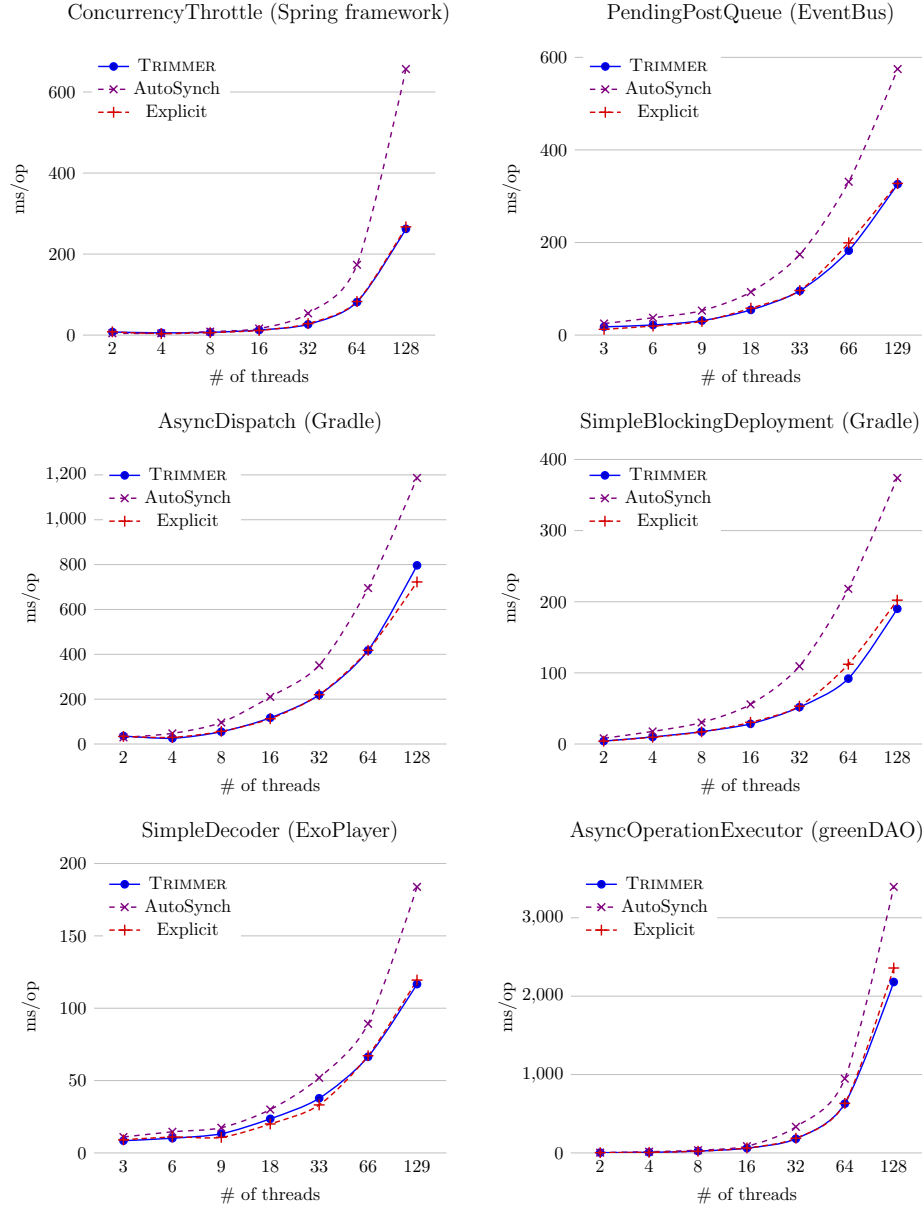 ConcurrencyThrottle (Spring framework)
600
400
200
0
ms/op
TRIMMER
AutoSynch
Explicit
2 4 8 16 32 64 128
# of threads
PendingPostQueue (EventBus)
600
400
200
0
ms/op
TRIMMER
AutoSynch
Explicit
3 6 9 18 33 66 129
# of threads
AsyncDispatch (Gradle)
1,200
1,000
800
600
400
200
0
ms/op
TRIMMER
AutoSynch
Explicit
2 4 8 16 32 64 128
# of threads
SimpleBlockingDeployment (Gradle)
400
300
200
100
0
ms/op
TRIMMER
AutoSynch
Explicit
2 4 8 16 32 64 128
# of threads
SimpleDecoder (ExoPlayer)
200
150
100
50
0
ms/op
TRIMMER
AutoSynch
Explicit
3 6 9 18 33 66 129
# of threads
AsyncOperationExecutor (greenDAO)
3,000
2,000
1,000
0
ms/op
TRIMMER
AutoSynch
Explicit
2 4 8 16 32 64 128
# of threads